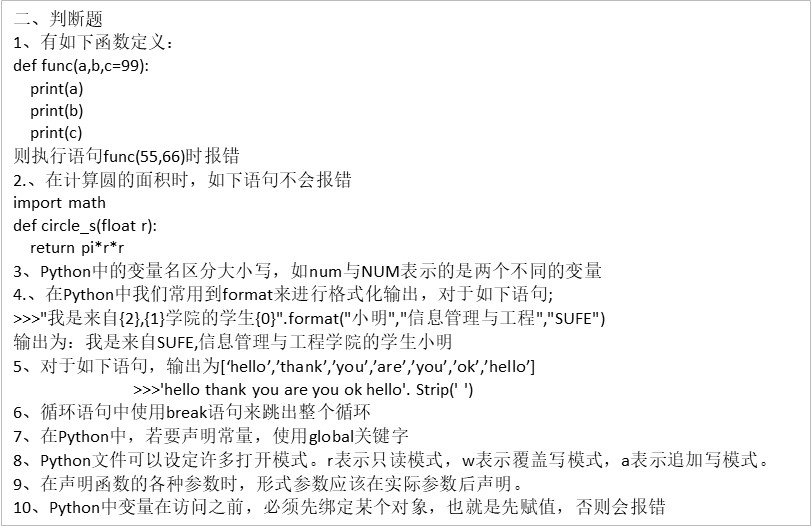 二、判断题
1、有如下函数定义：
def func(a,b,c=99):
print(a)
print(b)
print(c)
则执行语句func(55,66)时报错
2.、在计算圆的面积时，如下语句不会报错
import math
def circle_s(float r):
return pi*r*r
3、Python中的变量名区分大小写，如num与NUM表示的是两个不同的变量
4.、在Python中我们常用到format来进行格式化输出，对于如下语句;
>>>"我是来自{2},{1}学院的学生{0}".format("小明","信息管理与工程","SUFE")
输出为：我是来自SUFE,信息管理与工程学院的学生小明
5、对于如下语句，输出为[‘hello’,’thank’,’you’,’are’,’you’,’ok’,’hello’]
>>>'hello thank you are you ok hello'. Strip(' ')
6、循环语句中使用break语句来跳出整个循环
7、在Python中，若要声明常量，使用global关键字
8、Python文件可以设定许多打开模式。r表示只读模式，w表示覆盖写模式，a表示追加写模式。
9、在声明函数的各种参数时，形式参数应该在实际参数后声明。
10、Python中变量在访问之前，必须先绑定某个对象，也就是先赋值，否则会报错